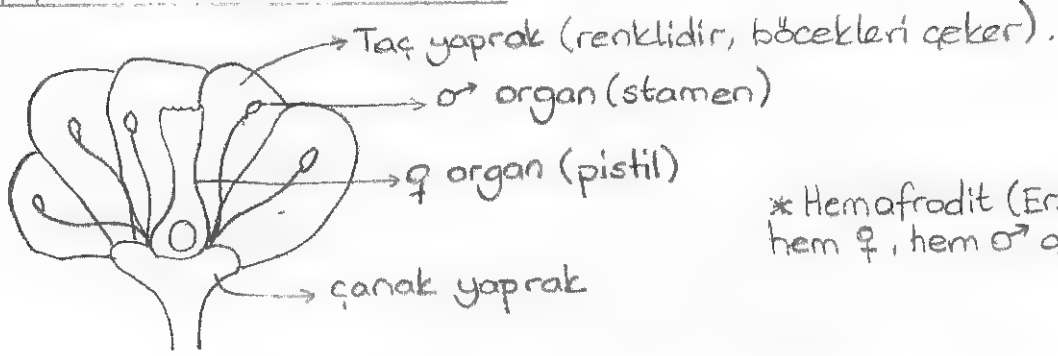 Taç yaprak (renklidir, böcekleri çeker).
♂ organ (stamen)
♀ organ (pistil)
* Hemafrodit (
hem ♀, hem ♂
çanak yaprak